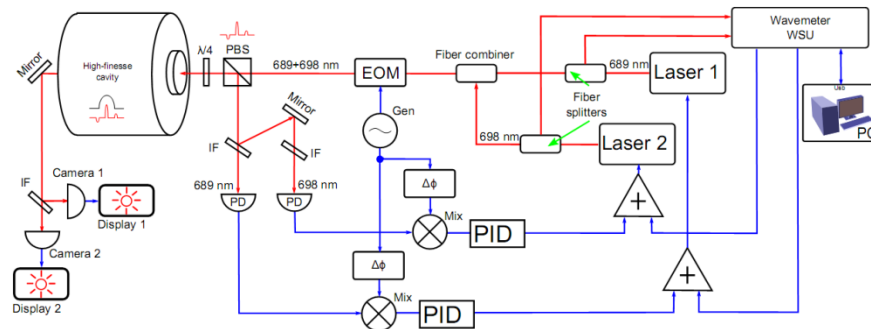 Wavemeter
WSU
λ/4
PBS
Mirror
High-finesse
cavity
689+698 nm
EOM
Fiber combiner
689 nm
Laser 1
USB
PC
Gen
Mirror
Fiber
splitters
698 nm
Laser 2
IF
IF
689 nm
698 nm
PD
PD
Δϕ
Mix
PID
+
IF
Camera 1
Display 1
Camera 2
Display 2
Δϕ
Mix
PID
+